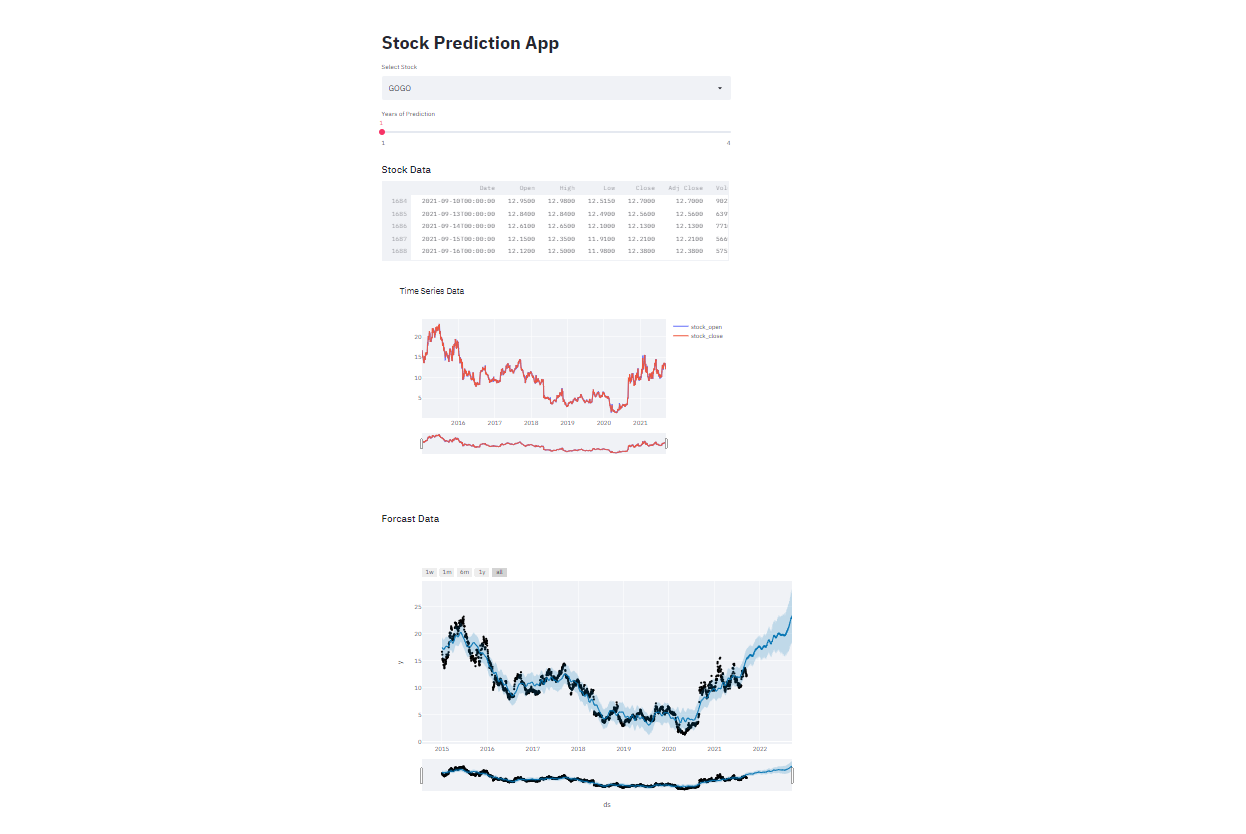 Stock Prediction App
Select Stock
GOGO
Years of Prediction
1
1 4
Stock Data
Date Open High Low Close Adj Close Vol
1684 2021-09-10T00:00:00 12.9500 12.9800 12.5150 12.7000 12.7000 902
1685 2021-09-13T00:00:00 12.8400 12.8400 12.4900 12.5600 12.5600 639
1686 2021-09-14T00:00:00 12.6100 12.6500 12.1000 12.1300 12.1300 771
1687 2021-09-15T00:00:00 12.1500 12.3500 11.9100 12.2100 12.2100 566
1688 2021-09-16T00:00:00 12.1200 12.5000 11.9800 12.3800 12.3800 575
Time Series Data
stock_open
stock_close
20
15
10
5
2016 2017 2018 2019 2020 2021
Forcast Data
1w 1m 6m 1y all
25
20
15
10
5
0
y
2015 2016 2017 2018 2019 2020 2021 2022
ds